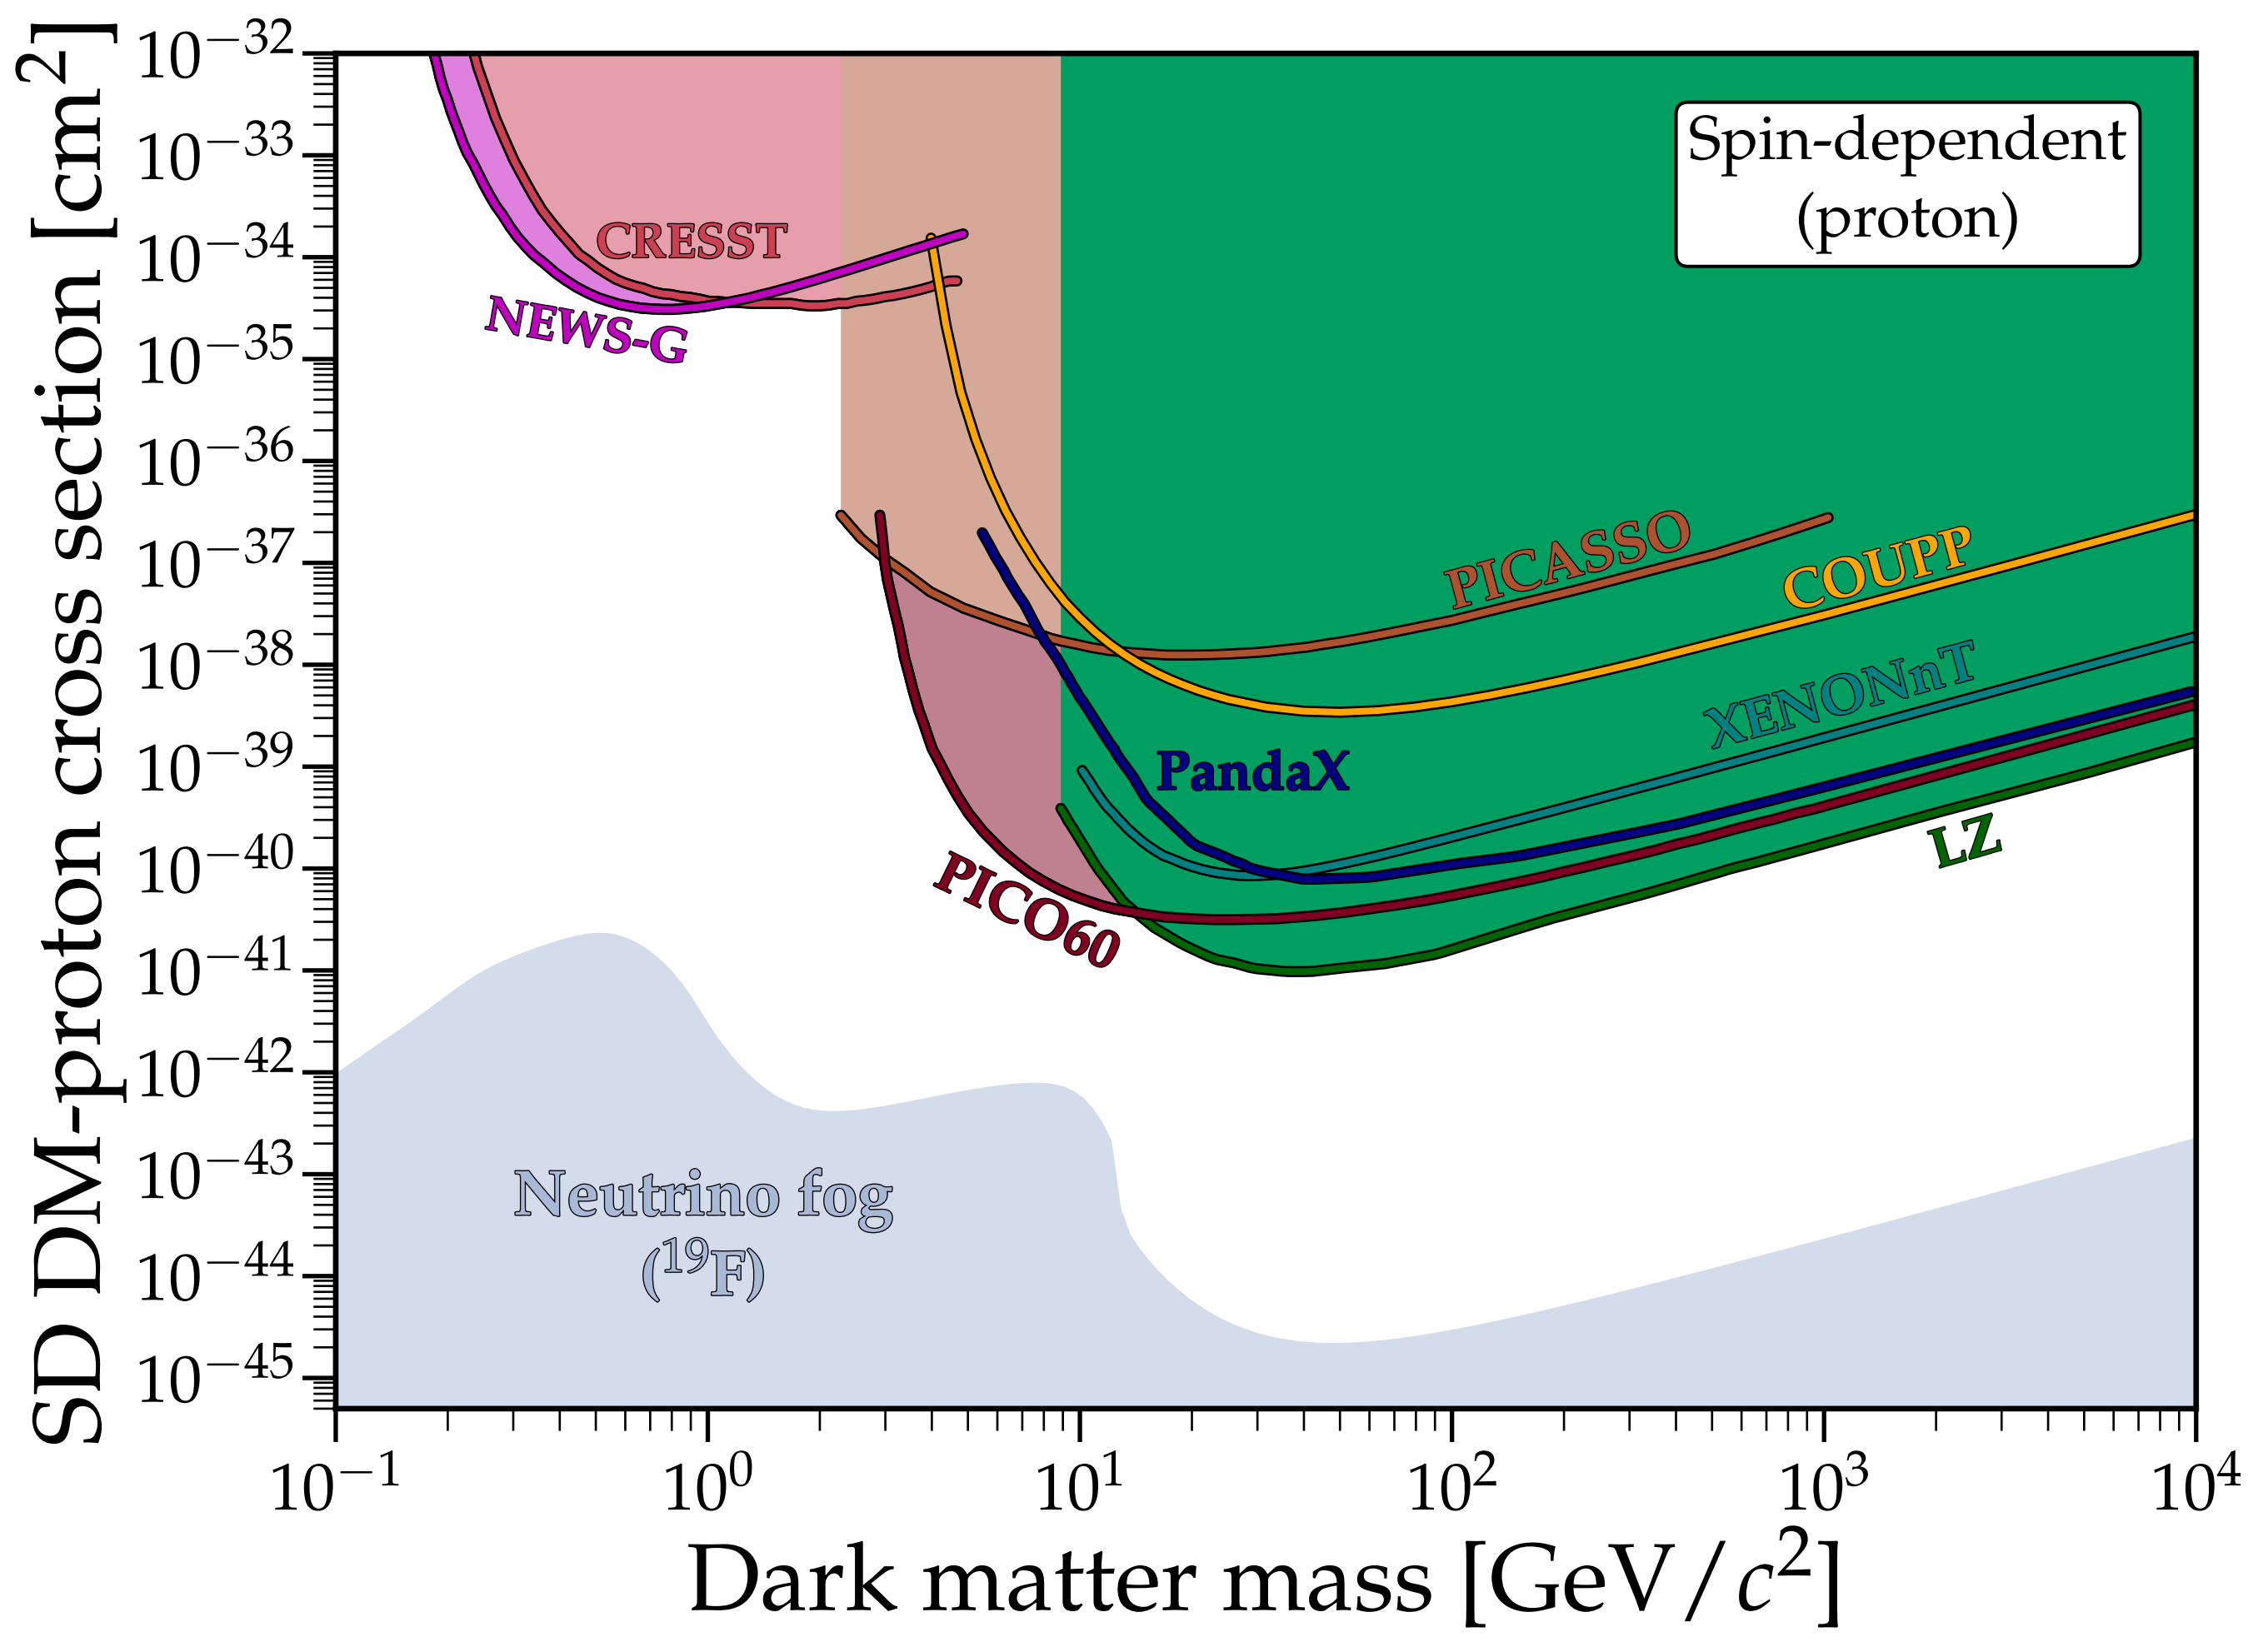 SD DM-proton cross section [cm²]
10⁻³²
10⁻³³
10⁻³⁴
10⁻³⁵
10⁻³⁶
10⁻³⁷
10⁻³⁸
10⁻³⁹
10⁻⁴⁰
10⁻⁴¹
10⁻⁴²
10⁻⁴³
10⁻⁴⁴
10⁻⁴⁵
Spin-dependent
(proton)
CRESST
NEWS-G
PICASSO
COUPP
XENONnT
PandaX
LZ
PICO60
Neutrino fog
(¹⁹F)
10⁻¹
10⁰
10¹
10²
10³
10⁴
Dark matter mass [GeV/c²]